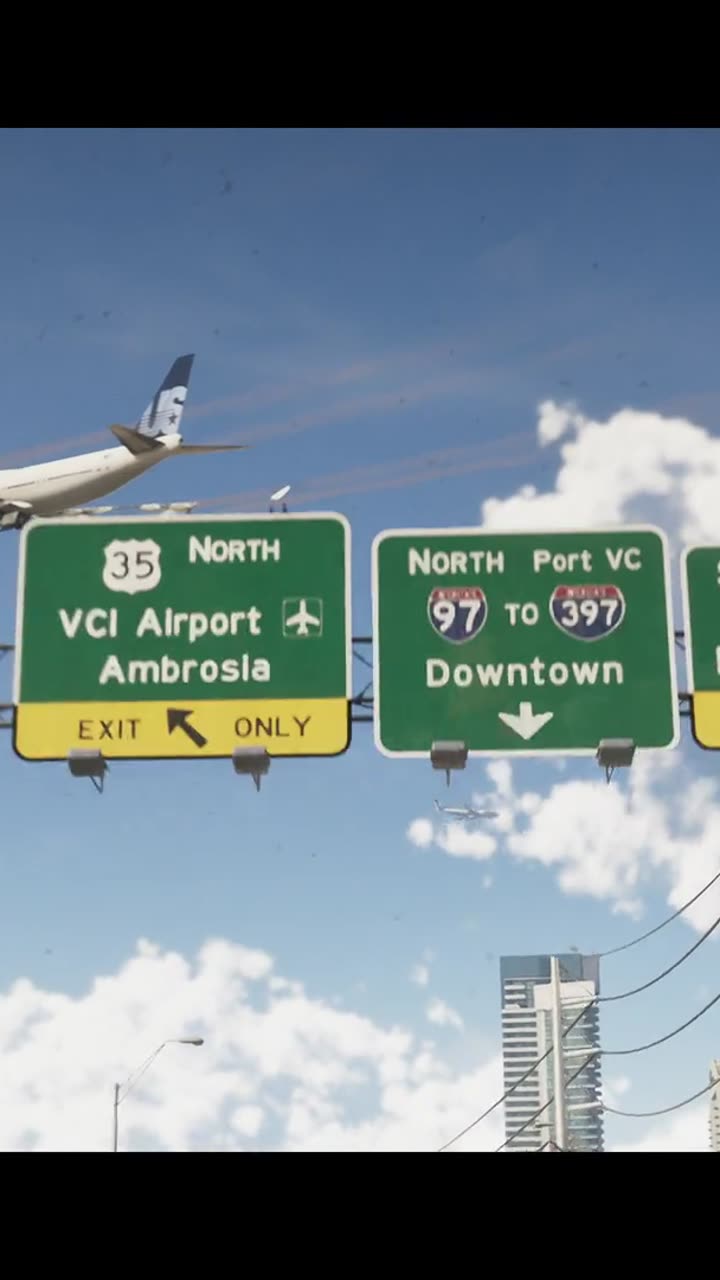 35 NORTH
VCI Airport
Ambrosia
EXIT ONLY
NORTH Port VC
97 TO 397
Downtown